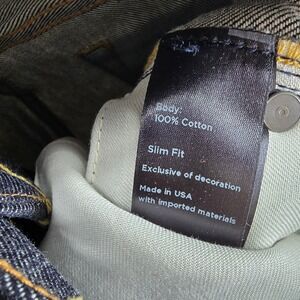 Body:
100% Cotton
Slim Fit
Exclusive of decoration
Made in USA
with imported materials